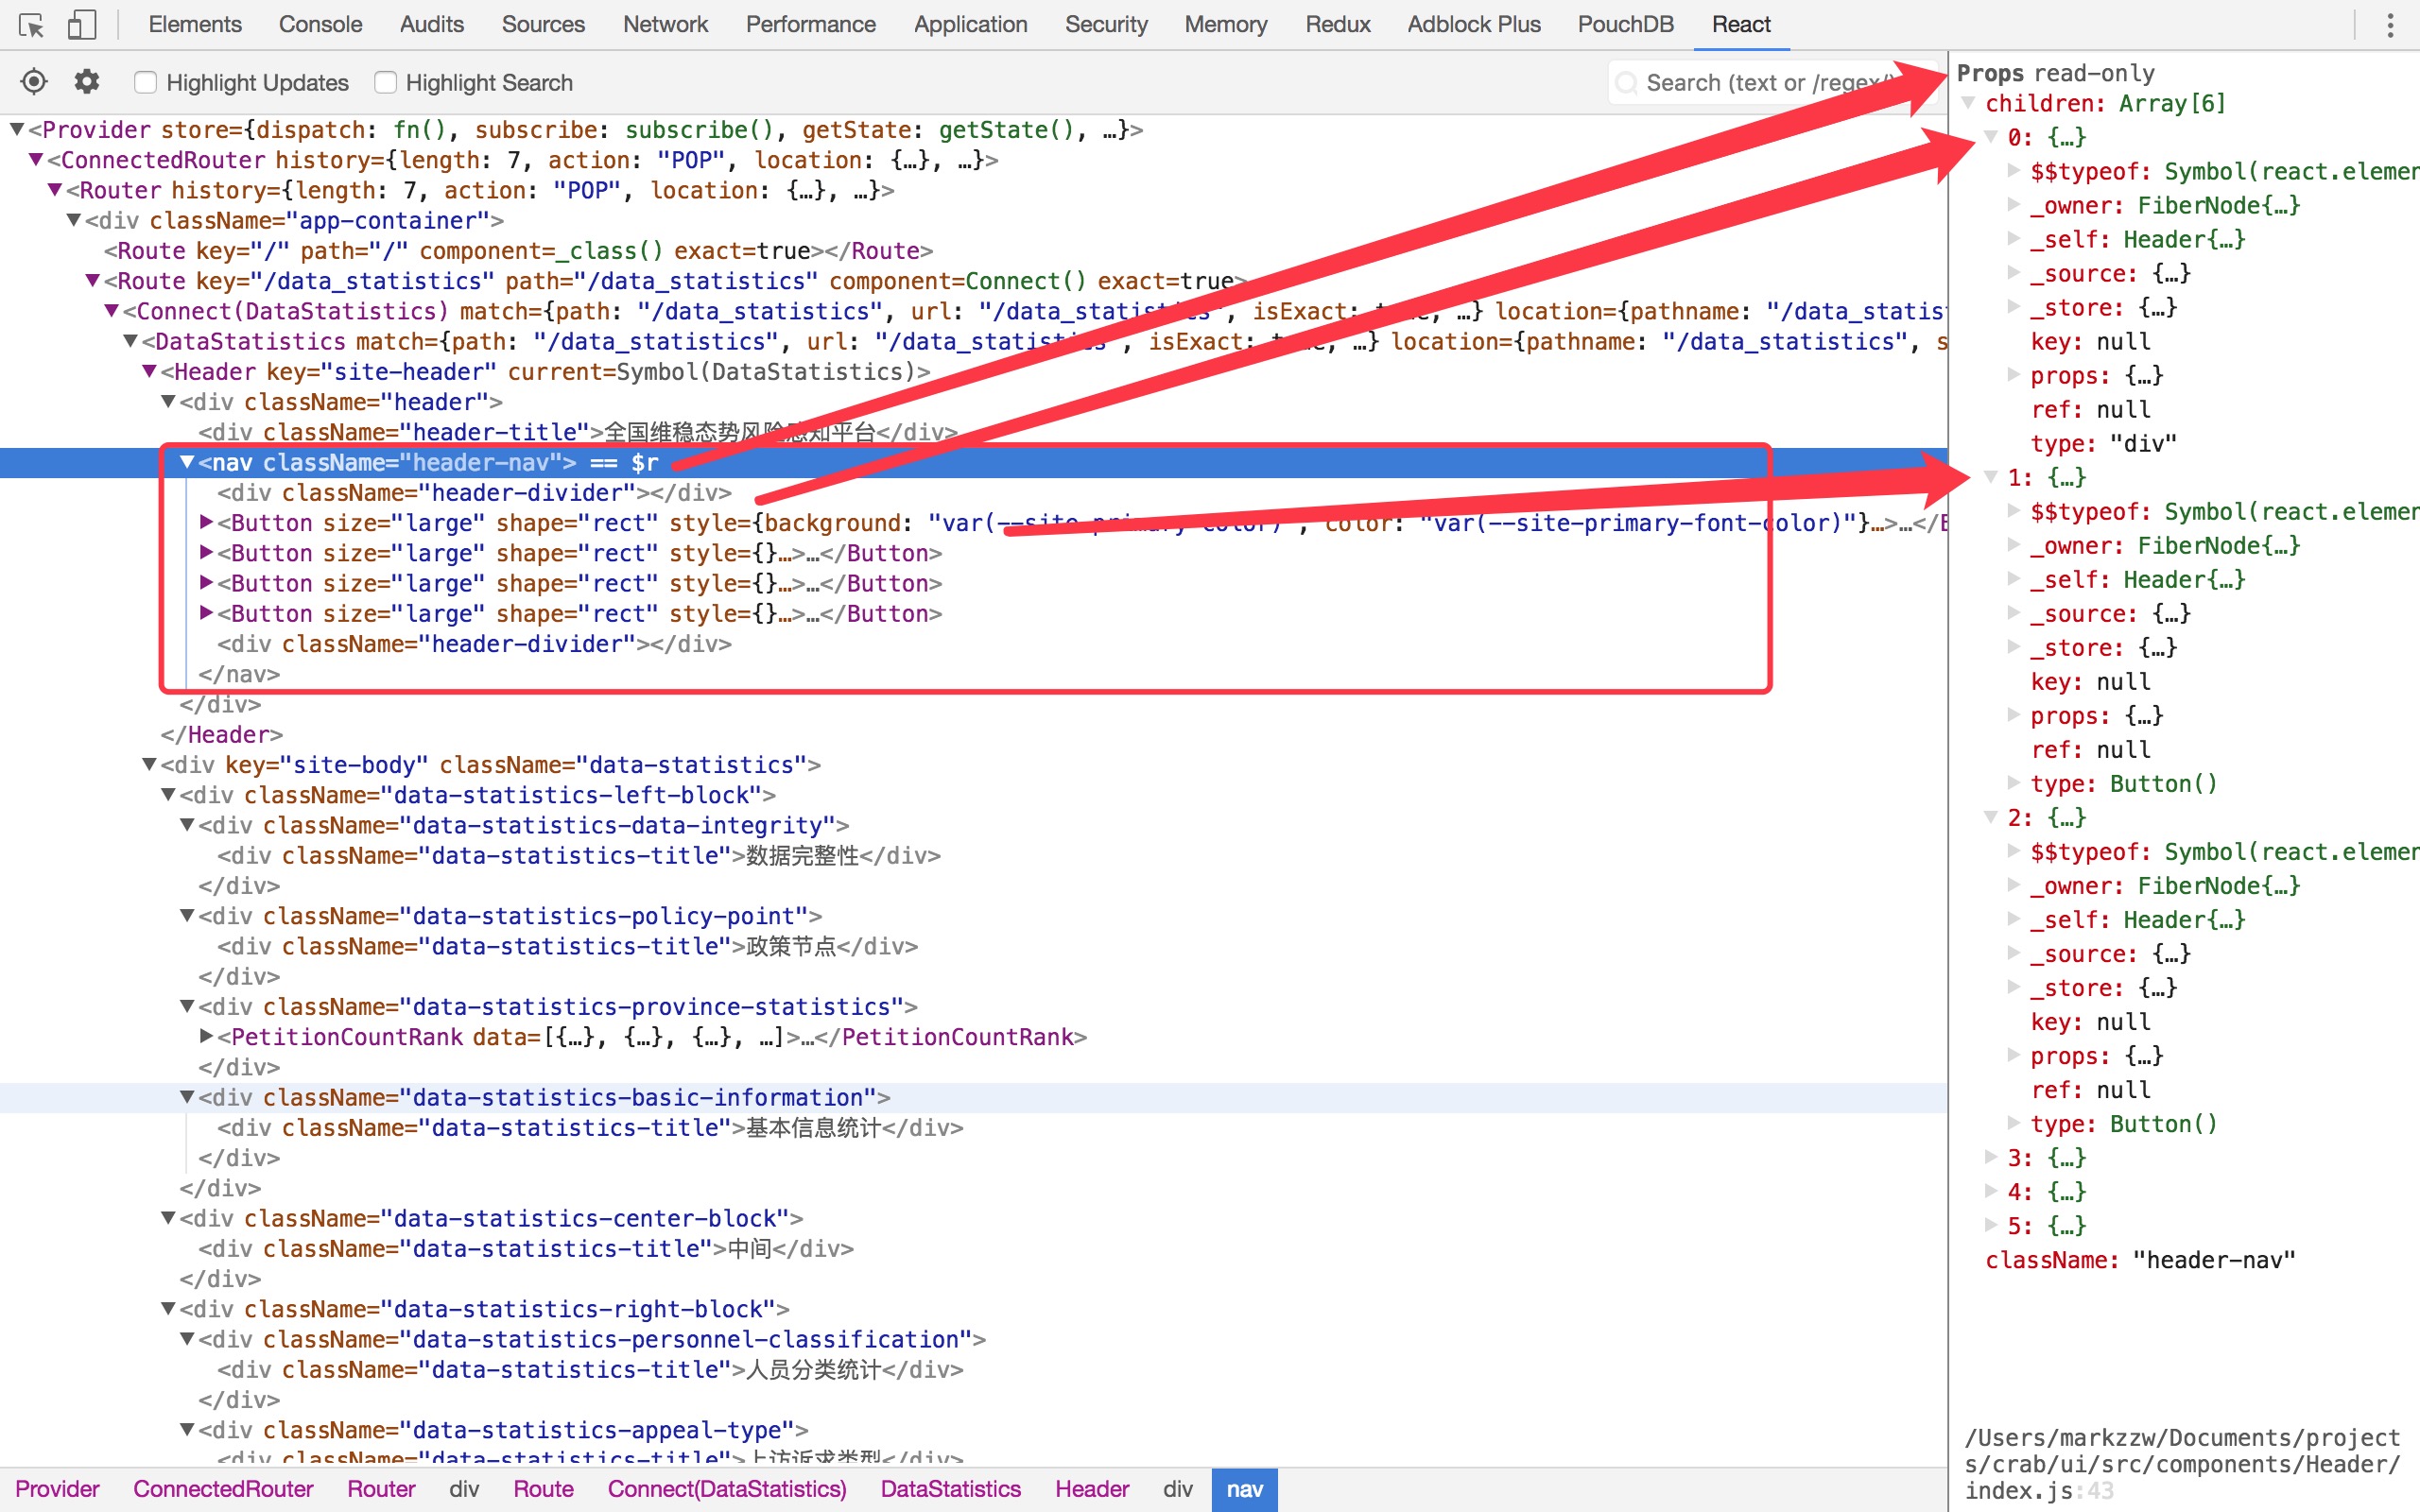 Elements Console Audits Sources Network Performance Application Security Memory Redux Adblock Plus PouchDB React
Highlight Updates Highlight Search Search (text or /regex/)
<Provider store={dispatch: fn(), subscribe: subscribe(), getState: getState(), …}>
<ConnectedRouter history={length: 7, action: "POP", location: {…}, …}>
<Router history={length: 7, action: "POP", location: {…}, …}>
<div className="app-container">
<Route key="/" path="/" component=_class() exact=true></Route>
<Route key="/data_statistics" path="/data_statistics" component=Connect() exact=true>
<Connect(DataStatistics) match={path: "/data_statistics", url: "/data_statistics", isExact: true, …} location={pathname: "/data_statist
<DataStatistics match={path: "/data_statistics", url: "/data_statistics", isExact: true, …} location={pathname: "/data_statistics", s
<Header key="site-header" current=Symbol(DataStatistics)>
<div className="header">
<div className="header-title">全国维稳态势风险感知平台</div>
<nav className="header-nav"> == $r
<div className="header-divider"></div>
<Button size="large" shape="rect" style={background: "var(--site-primary-color)", color: "var(--site-primary-font-color)"}…>…</B
<Button size="large" shape="rect" style={}…>…</Button>
<Button size="large" shape="rect" style={}…>…</Button>
<Button size="large" shape="rect" style={}…>…</Button>
<div className="header-divider"></div>
</nav>
</div>
</Header>
<div key="site-body" className="data-statistics">
<div className="data-statistics-left-block">
<div className="data-statistics-data-integrity">
<div className="data-statistics-title">数据完整性</div>
</div>
<div className="data-statistics-policy-point">
<div className="data-statistics-title">政策节点</div>
</div>
<div className="data-statistics-province-statistics">
<PetitionCountRank data=[{…}, {…}, {…}, …]>…</PetitionCountRank>
</div>
<div className="data-statistics-basic-information">
<div className="data-statistics-title">基本信息统计</div>
</div>
</div>
<div className="data-statistics-center-block">
<div className="data-statistics-title">中间</div>
</div>
<div className="data-statistics-right-block">
<div className="data-statistics-personnel-classification">
<div className="data-statistics-title">人员分类统计</div>
</div>
<div className="data-statistics-appeal-type">
<div className="data-statistics-title">上访诉求类型</div>
Provider ConnectedRouter Router div Route Connect(DataStatistics) DataStatistics Header div nav
Props read-only
children: Array[6]
0: {…}
$$typeof: Symbol(react.elemen
_owner: FiberNode{…}
_self: Header{…}
_source: {…}
_store: {…}
key: null
props: {…}
ref: null
type: "div"
1: {…}
$$typeof: Symbol(react.elemen
_owner: FiberNode{…}
_self: Header{…}
_source: {…}
_store: {…}
key: null
props: {…}
ref: null
type: Button()
2: {…}
$$typeof: Symbol(react.elemen
_owner: FiberNode{…}
_self: Header{…}
_source: {…}
_store: {…}
key: null
props: {…}
ref: null
type: Button()
3: {…}
4: {…}
5: {…}
className: "header-nav"
/Users/markzzw/Documents/project
s/crab/ui/src/components/Header/
index.js:43